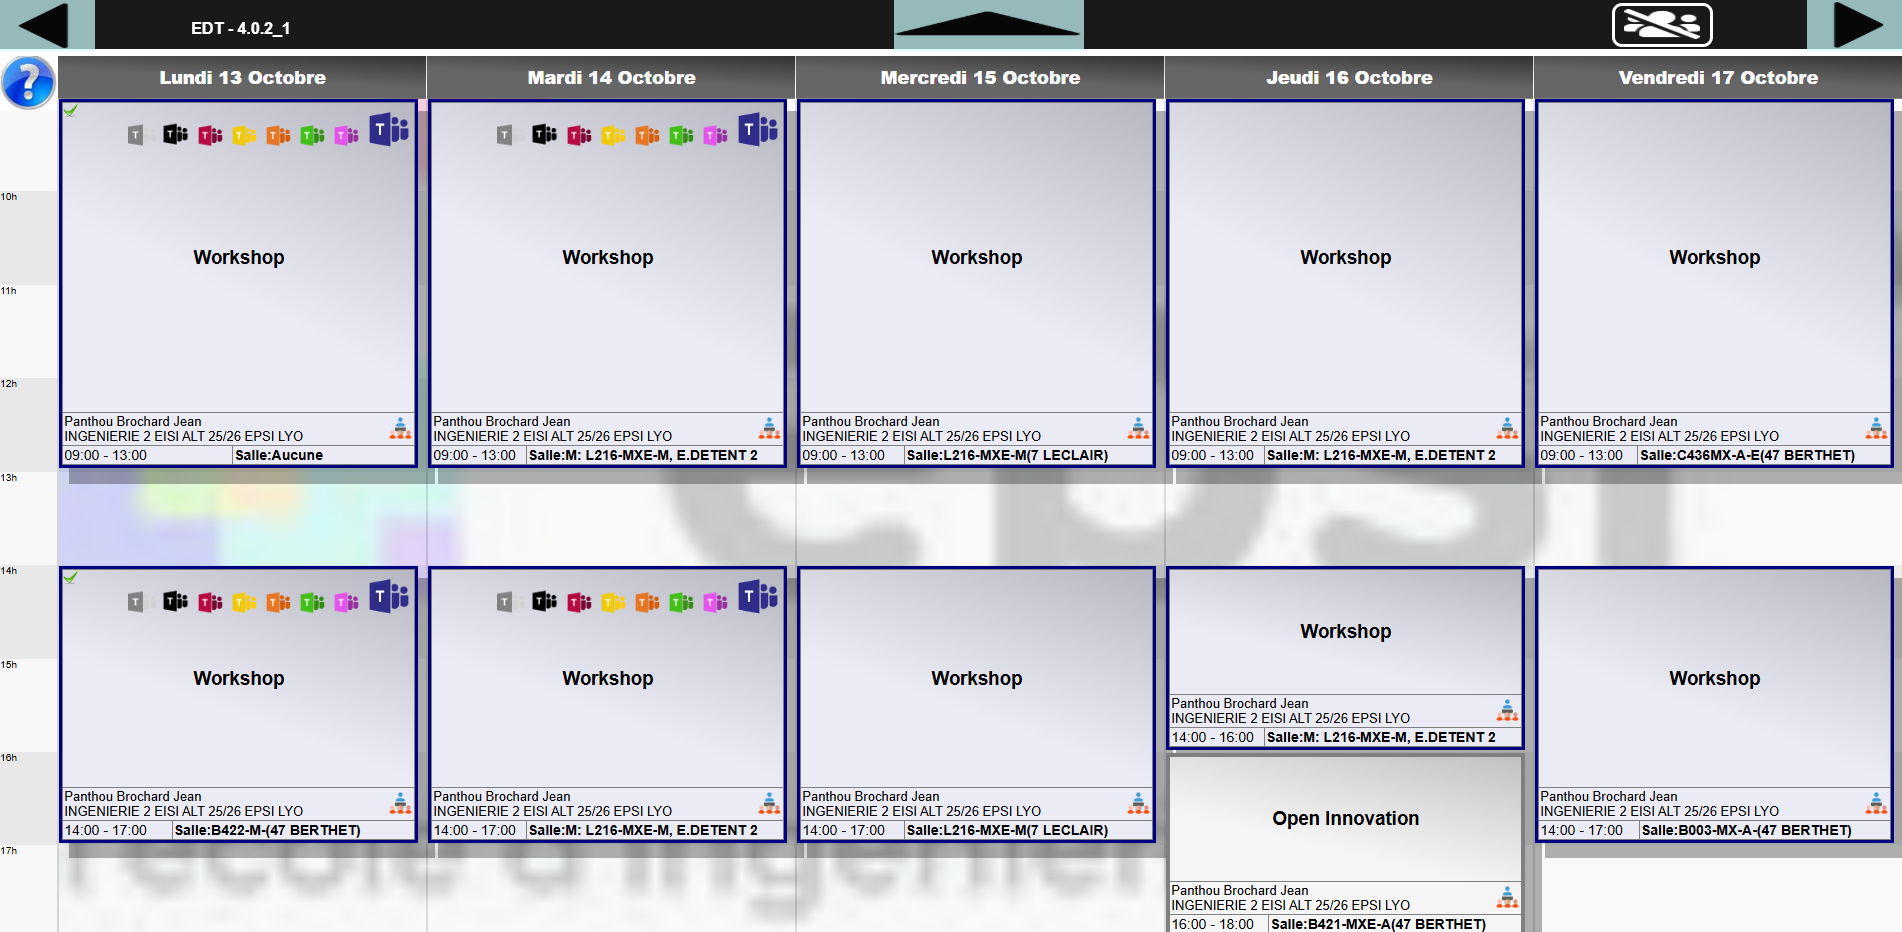 EDT - 4.0.2_1
Lundi 13 Octobre
Mardi 14 Octobre
Mercredi 15 Octobre
Jeudi 16 Octobre
Vendredi 17 Octobre
10h
11h
12h
13h
14h
15h
16h
17h
Workshop
Panthou Brochard Jean
INGENIERIE 2 EISI ALT 25/26 EPSI LYO
09:00 - 13:00 Salle:Aucune
Workshop
Panthou Brochard Jean
INGENIERIE 2 EISI ALT 25/26 EPSI LYO
09:00 - 13:00 Salle:M: L216-MXE-M, E.DETENT 2
Workshop
Panthou Brochard Jean
INGENIERIE 2 EISI ALT 25/26 EPSI LYO
09:00 - 13:00 Salle:L216-MXE-M(7 LECLAIR)
Workshop
Panthou Brochard Jean
INGENIERIE 2 EISI ALT 25/26 EPSI LYO
09:00 - 13:00 Salle:M: L216-MXE-M, E.DETENT 2
Workshop
Panthou Brochard Jean
INGENIERIE 2 EISI ALT 25/26 EPSI LYO
09:00 - 13:00 Salle:C436MX-A-E(47 BERTHET)
Workshop
Panthou Brochard Jean
INGENIERIE 2 EISI ALT 25/26 EPSI LYO
14:00 - 17:00 Salle:B422-M-(47 BERTHET)
Workshop
Panthou Brochard Jean
INGENIERIE 2 EISI ALT 25/26 EPSI LYO
14:00 - 17:00 Salle:M: L216-MXE-M, E.DETENT 2
Workshop
Panthou Brochard Jean
INGENIERIE 2 EISI ALT 25/26 EPSI LYO
14:00 - 17:00 Salle:L216-MXE-M(7 LECLAIR)
Workshop
Panthou Brochard Jean
INGENIERIE 2 EISI ALT 25/26 EPSI LYO
14:00 - 16:00 Salle:M: L216-MXE-M, E.DETENT 2
Open Innovation
Panthou Brochard Jean
INGENIERIE 2 EISI ALT 25/26 EPSI LYO
16:00 - 18:00 Salle:B421-MXE-A(47 BERTHET)
Workshop
Panthou Brochard Jean
INGENIERIE 2 EISI ALT 25/26 EPSI LYO
14:00 - 17:00 Salle:B003-MX-A-(47 BERTHET)